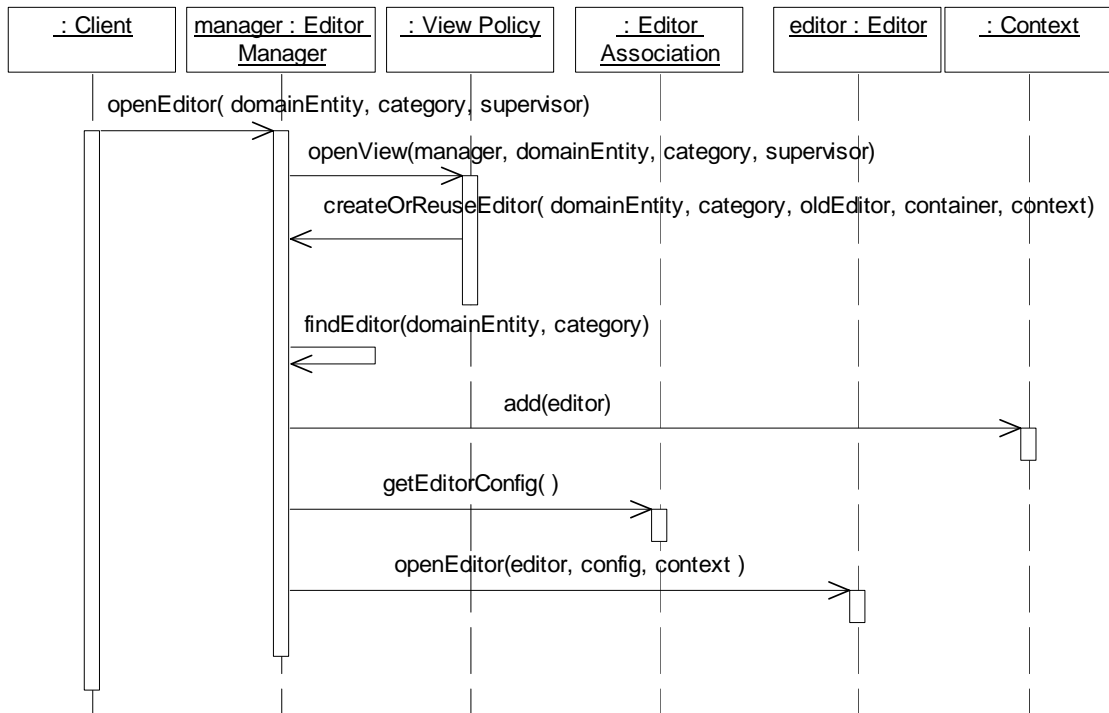 : Client
manager : Editor
Manager
: View Policy
: Editor
Association
editor : Editor
: Context
openEditor( domainEntity, category, supervisor)
openView(manager, domainEntity, category, supervisor)
createOrReuseEditor( domainEntity, category, oldEditor, container, context)
findEditor(domainEntity, category)
add(editor)
getEditorConfig( )
openEditor(editor, config, context )